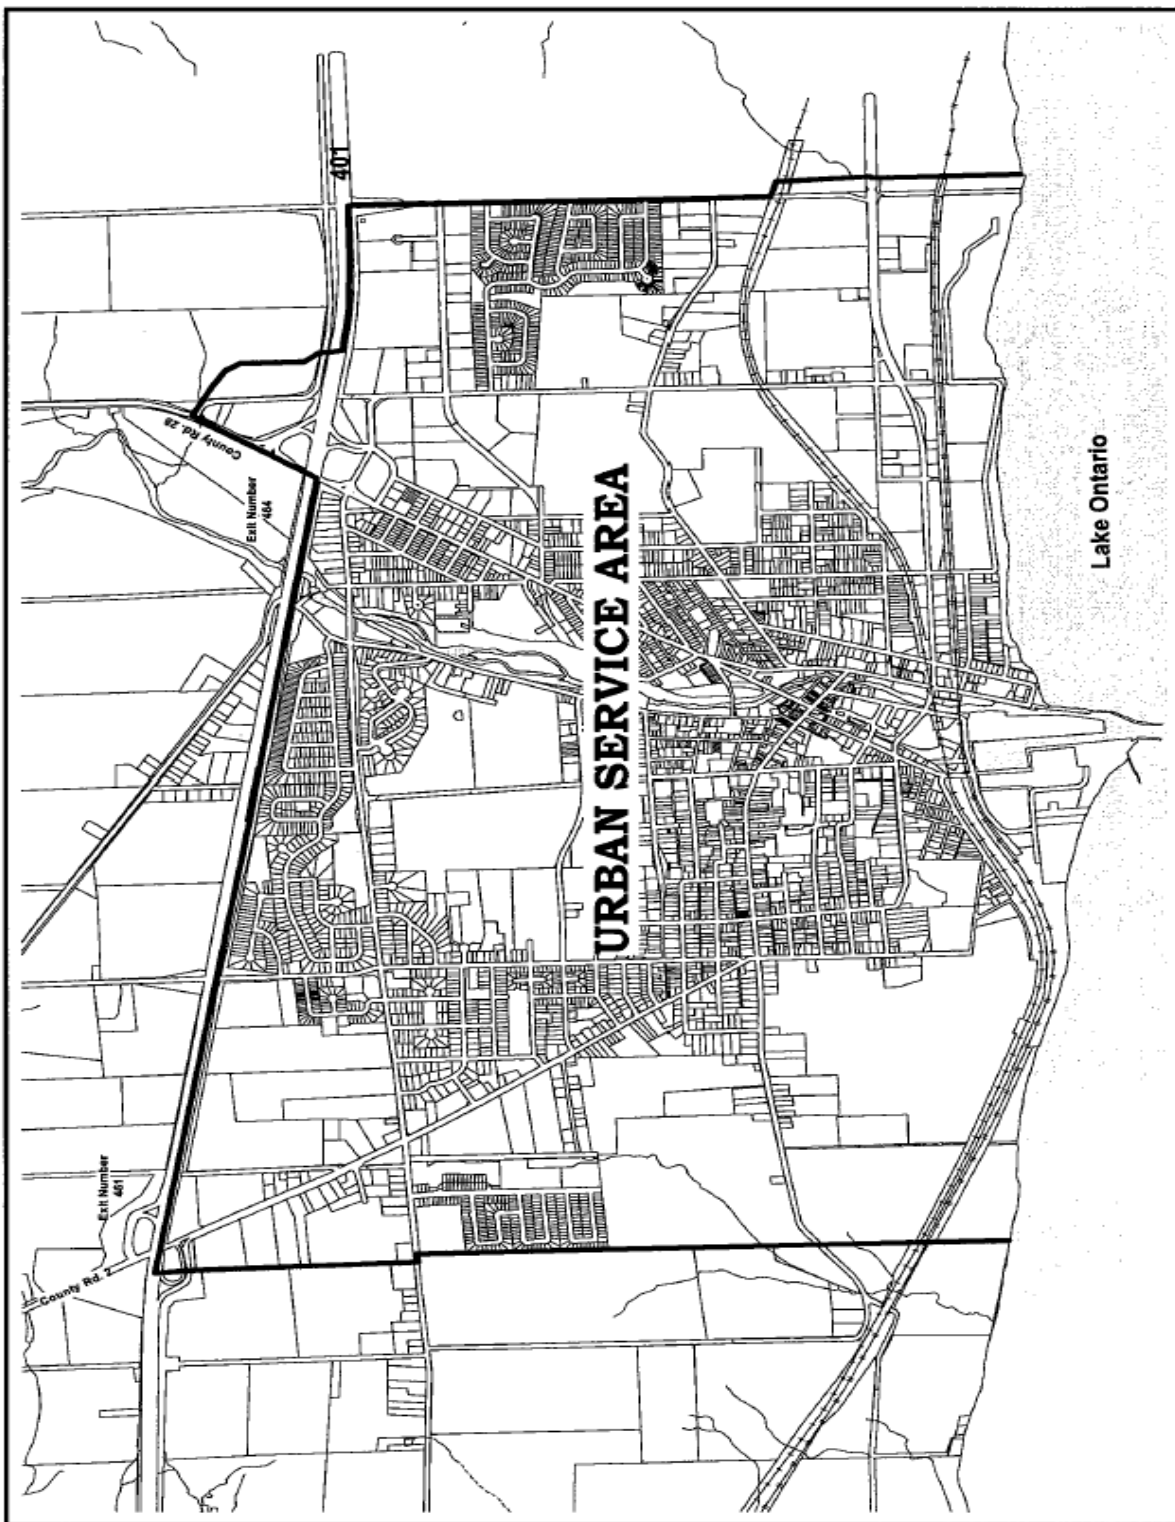 401
County Rd. 28
Exit Number
464
URBAN SERVICE AREA
Lake Ontario
Exit Number
461
County Rd. 2